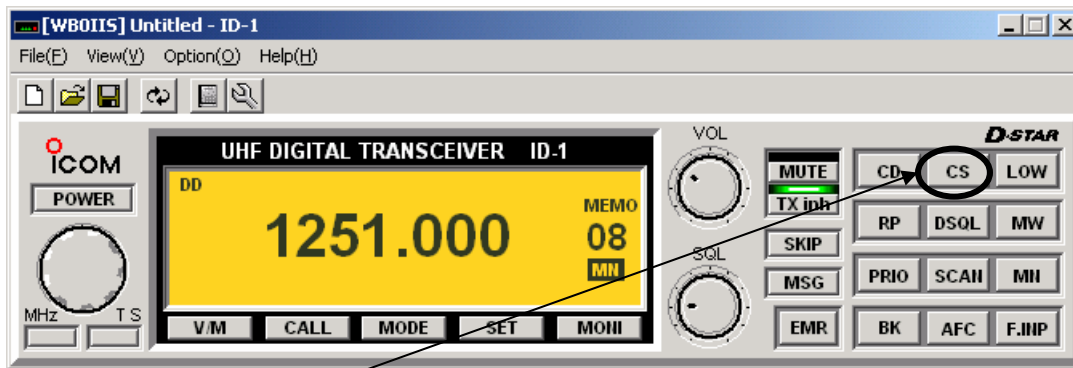 [WB0IIS] Untitled - ID-1
File(F) View(V) Option(O) Help(H)
ICOM
POWER
MHz
T S
UHF DIGITAL TRANSCEIVER ID-1
DD
1251.000
MEMO
08
MN
V/M CALL MODE SET MONI
VOL
SQL
MUTE
TX inh
SKIP
MSG
EMR
D-STAR
CD CS LOW
RP DSQL MW
PRIO SCAN MN
BK AFC F.INP